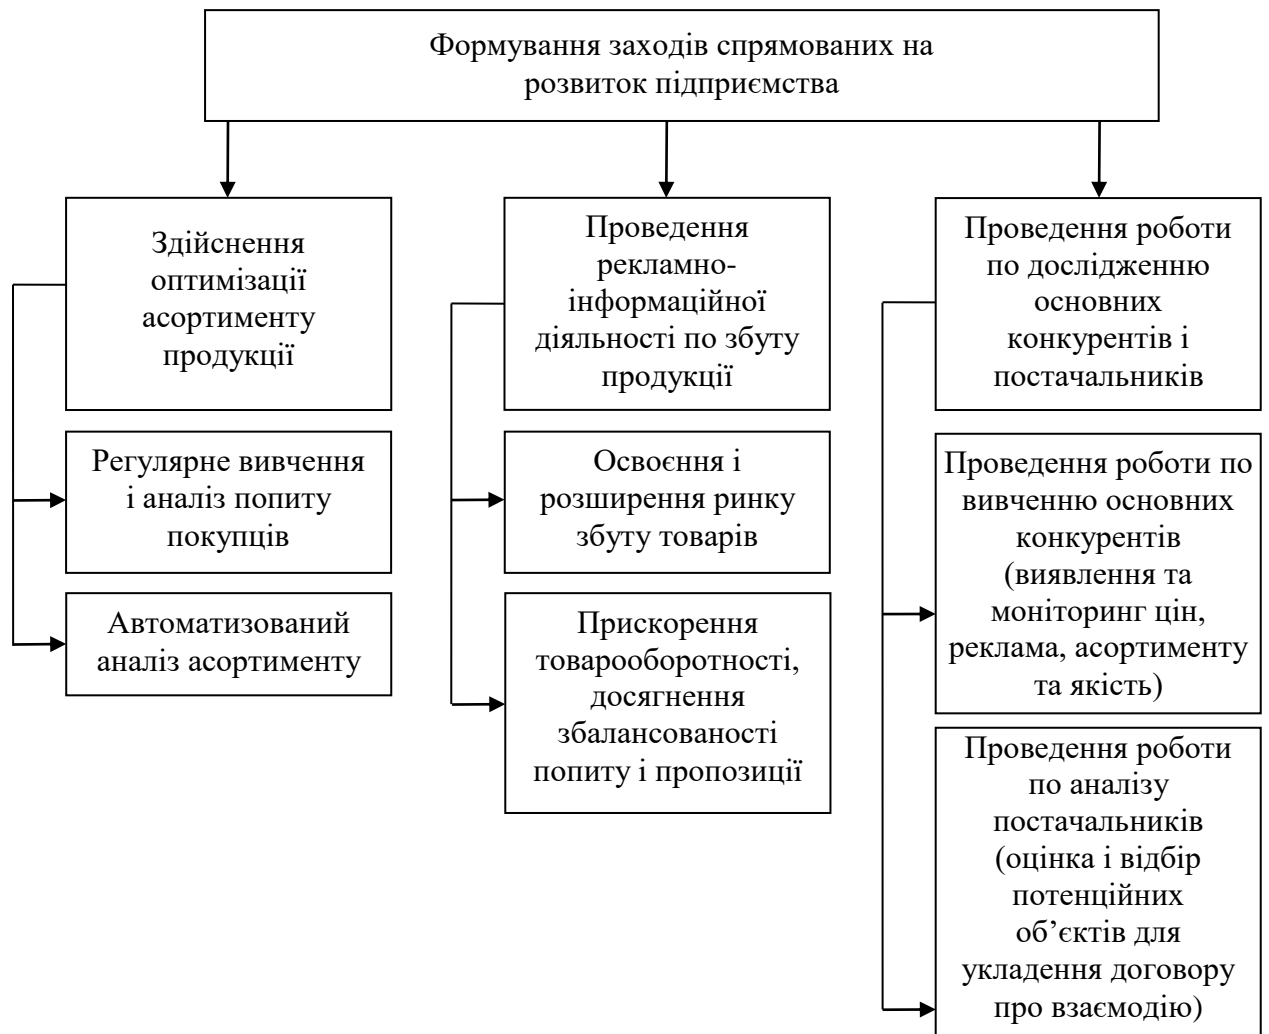 Формування заходів спрямованих на
розвиток підприємства
Здійснення
оптимізації
асортименту
продукції
Регулярне вивчення
і аналіз попиту
покупців
Автоматизований
аналіз асортименту
Проведення
рекламно-
інформаційної
діяльності по збуту
продукції
Освоєння і
розширення ринку
збуту товарів
Прискорення
товарооборотності,
досягнення
збалансованості
попиту і пропозиції
Проведення роботи
по дослідженню
основних
конкурентів і
постачальників
Проведення роботи по
вивченню основних
конкурентів
(виявлення та
моніторинг цін,
реклама, асортименту
та якість)
Проведення роботи
по аналізу
постачальників
(оцінка і відбір
потенційних
об’єктів для
укладення договору
про взаємодію)